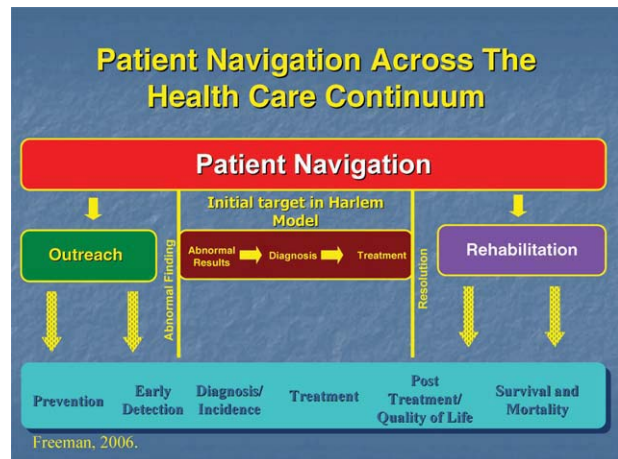 Patient Navigation Across The
Health Care Continuum
Patient Navigation
Initial target in Harlem
Model
Outreach
Abnormal Finding
Abnormal
Results
Diagnosis
Treatment
Resolution
Rehabilitation
Prevention
Early
Detection
Diagnosis/
Incidence
Treatment
Post
Treatment/
Quality of Life
Survival and
Mortality
Freeman, 2006.